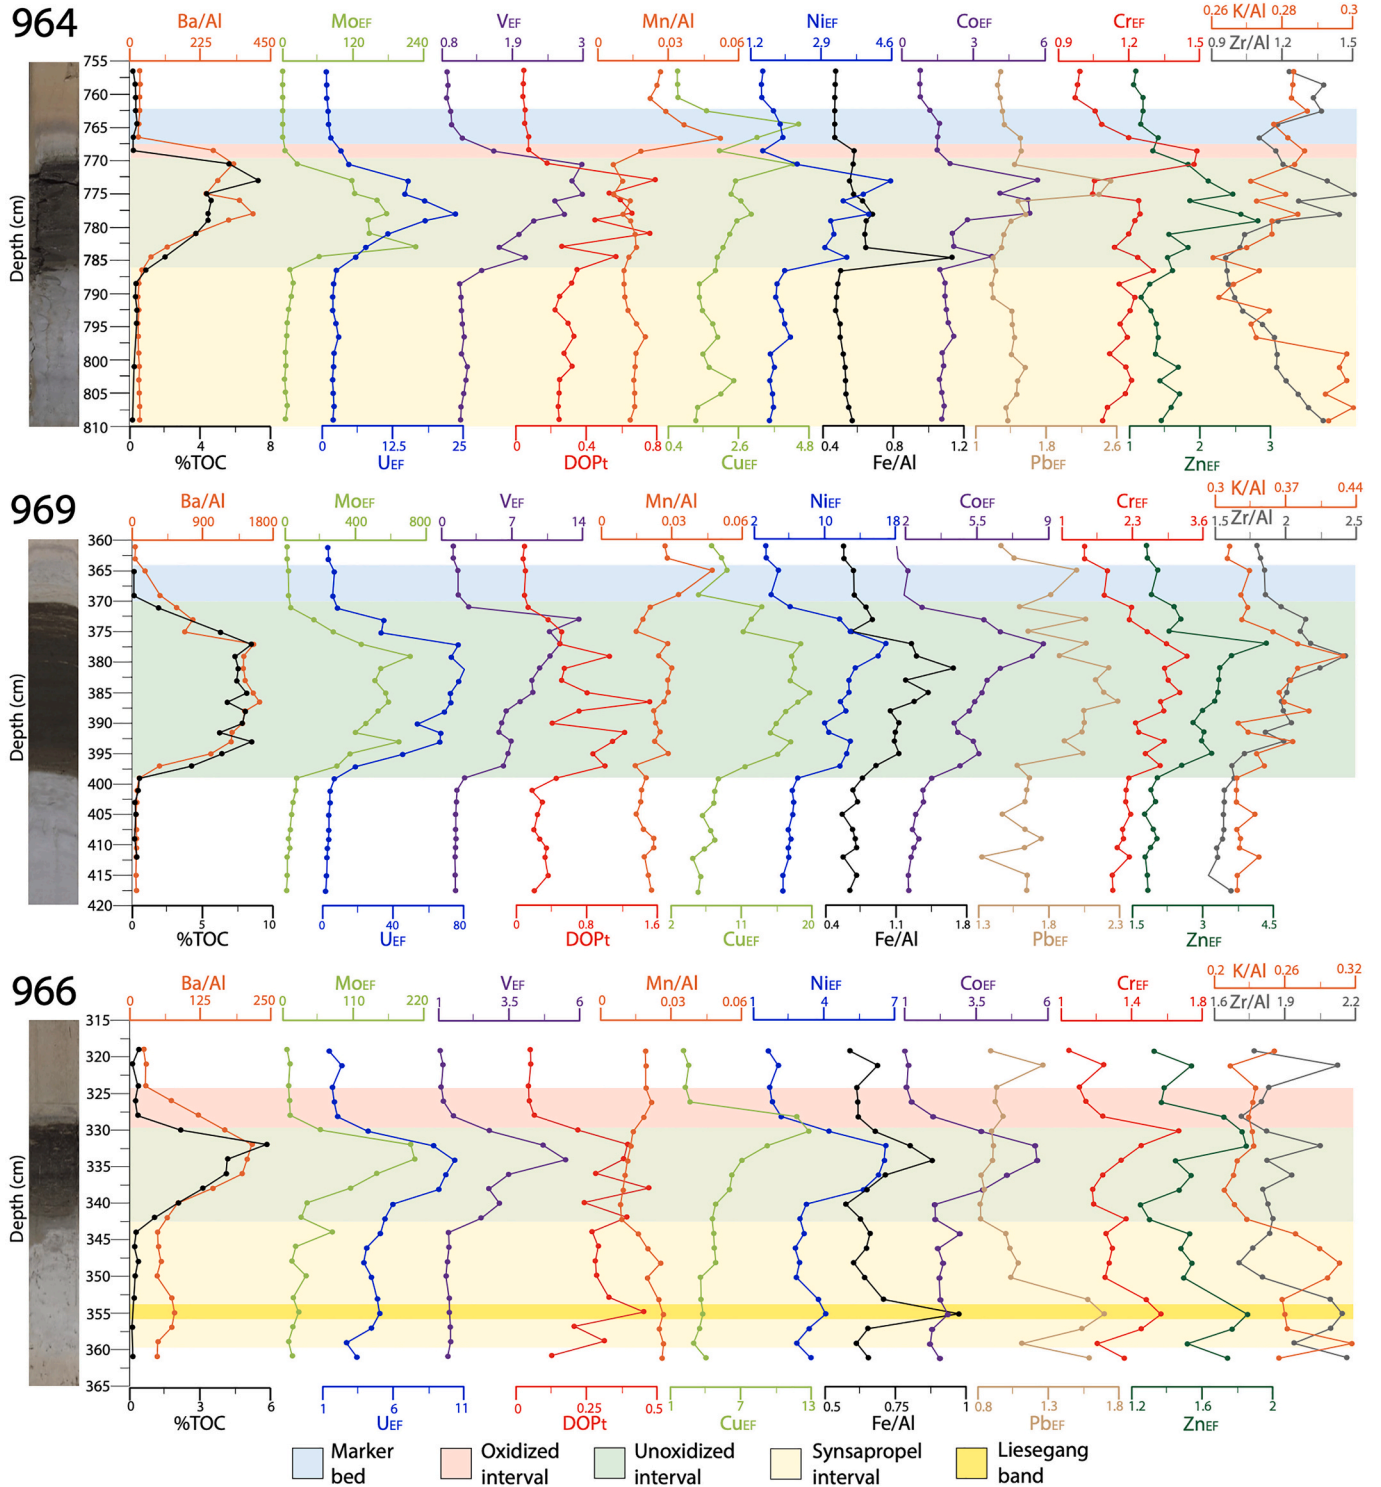 964
Ba/Al MoEF VEF Mn/Al NiEF CoEF CrEF 0.26 K/Al 0.28 0.3
0 225 450 0 120 240 0.8 1.9 3 0 0.03 0.06 1.2 2.9 4.6 0 3 6 0.9 1.2 1.5 0.9 Zr/Al 1.2 1.5
755
760
765
770
775
780
785
790
795
800
805
810
Depth (cm)
0 4 8 0 12.5 25 0 0.4 0.8 0.4 2.6 4.8 0.4 0.8 1.2 1 1.8 2.6 1 2 3
%TOC UEF DOPt CuEF Fe/Al PbEF ZnEF
969
Ba/Al MoEF VEF Mn/Al NiEF CoEF CrEF 0.3 K/Al 0.37 0.44
0 900 1800 0 400 800 0 7 14 0 0.03 0.06 2 10 18 2 5.5 9 1 2.3 3.6 1.5 Zr/Al 2 2.5
360
365
370
375
380
385
390
395
400
405
410
415
420
Depth (cm)
0 5 10 0 40 80 0 0.8 1.6 2 11 20 0.4 1.1 1.8 1.3 1.8 2.3 1.5 3 4.5
%TOC UEF DOPt CuEF Fe/Al PbEF ZnEF
966
Ba/Al MoEF VEF Mn/Al NiEF CoEF CrEF 0.2 K/Al 0.26 0.32
0 125 250 0 110 220 1 3.5 6 0 0.03 0.06 1 4 7 1 3.5 6 1 1.4 1.8 1.6 Zr/Al 1.9 2.2
315
320
325
330
335
340
345
350
355
360
365
Depth (cm)
0 3 6 1 6 11 0 0.25 0.5 1 7 13 0.5 0.75 1 0.8 1.3 1.8 1.2 1.6 2
%TOC UEF DOPt CuEF Fe/Al PbEF ZnEF
Marker bed
Oxidized interval
Unoxidized interval
Synsapropel interval
Liesegang band